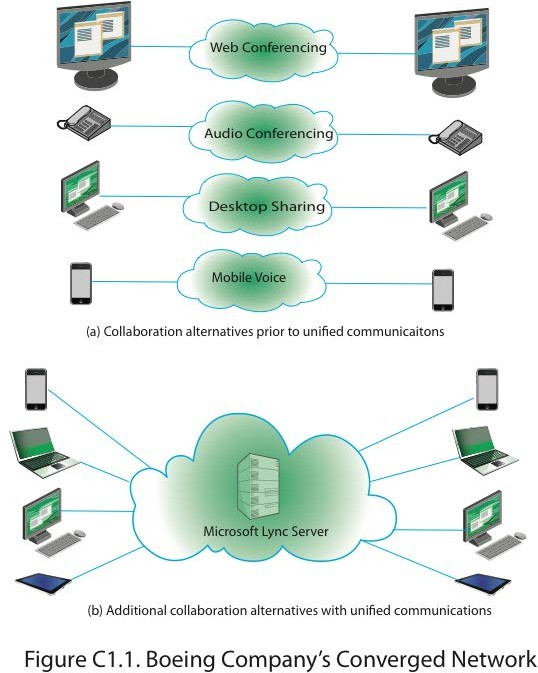 Web Conferencing
Audio Conferencing
Desktop Sharing
Mobile Voice
(a) Collaboration alternatives prior to unified communicaitons
Microsoft Lync Server
(b) Additional collaboration alternatives with unified communications
Figure C1.1. Boeing Company’s Converged Network